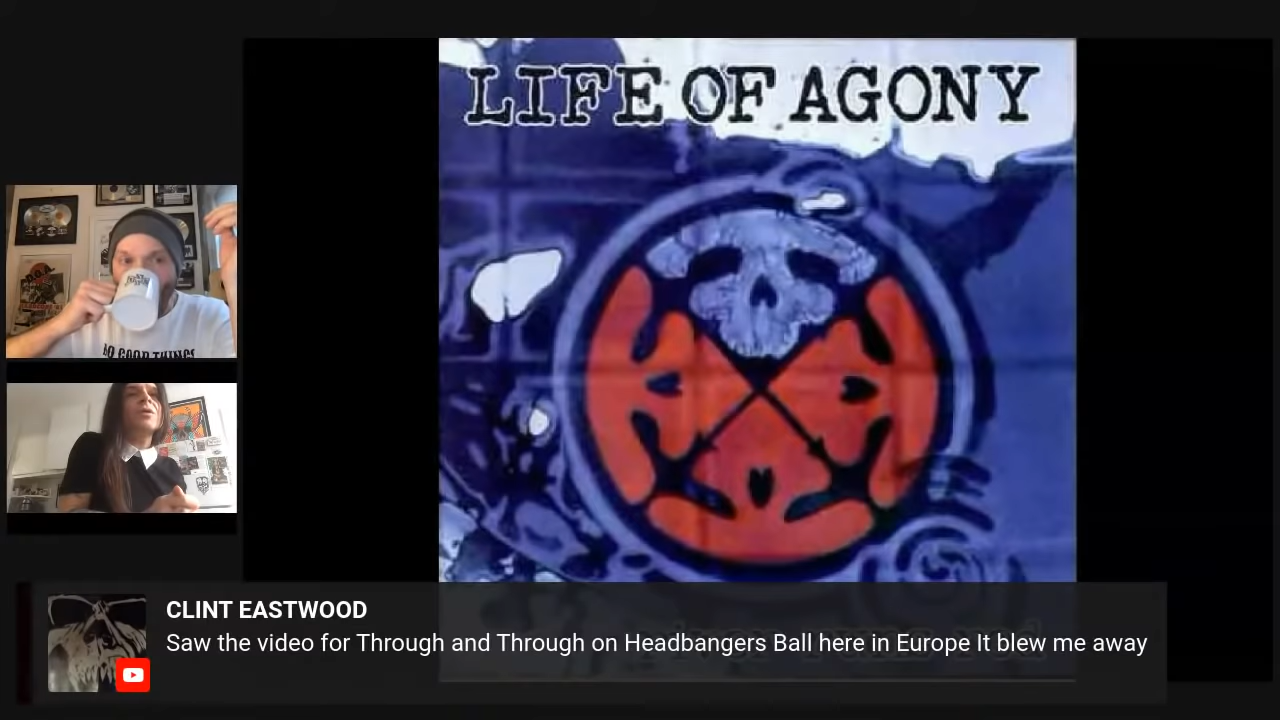 LIFE OF AGONY
CLINT EASTWOOD
Saw the video for Through and Through on Headbangers Ball here in Europe It blew me away